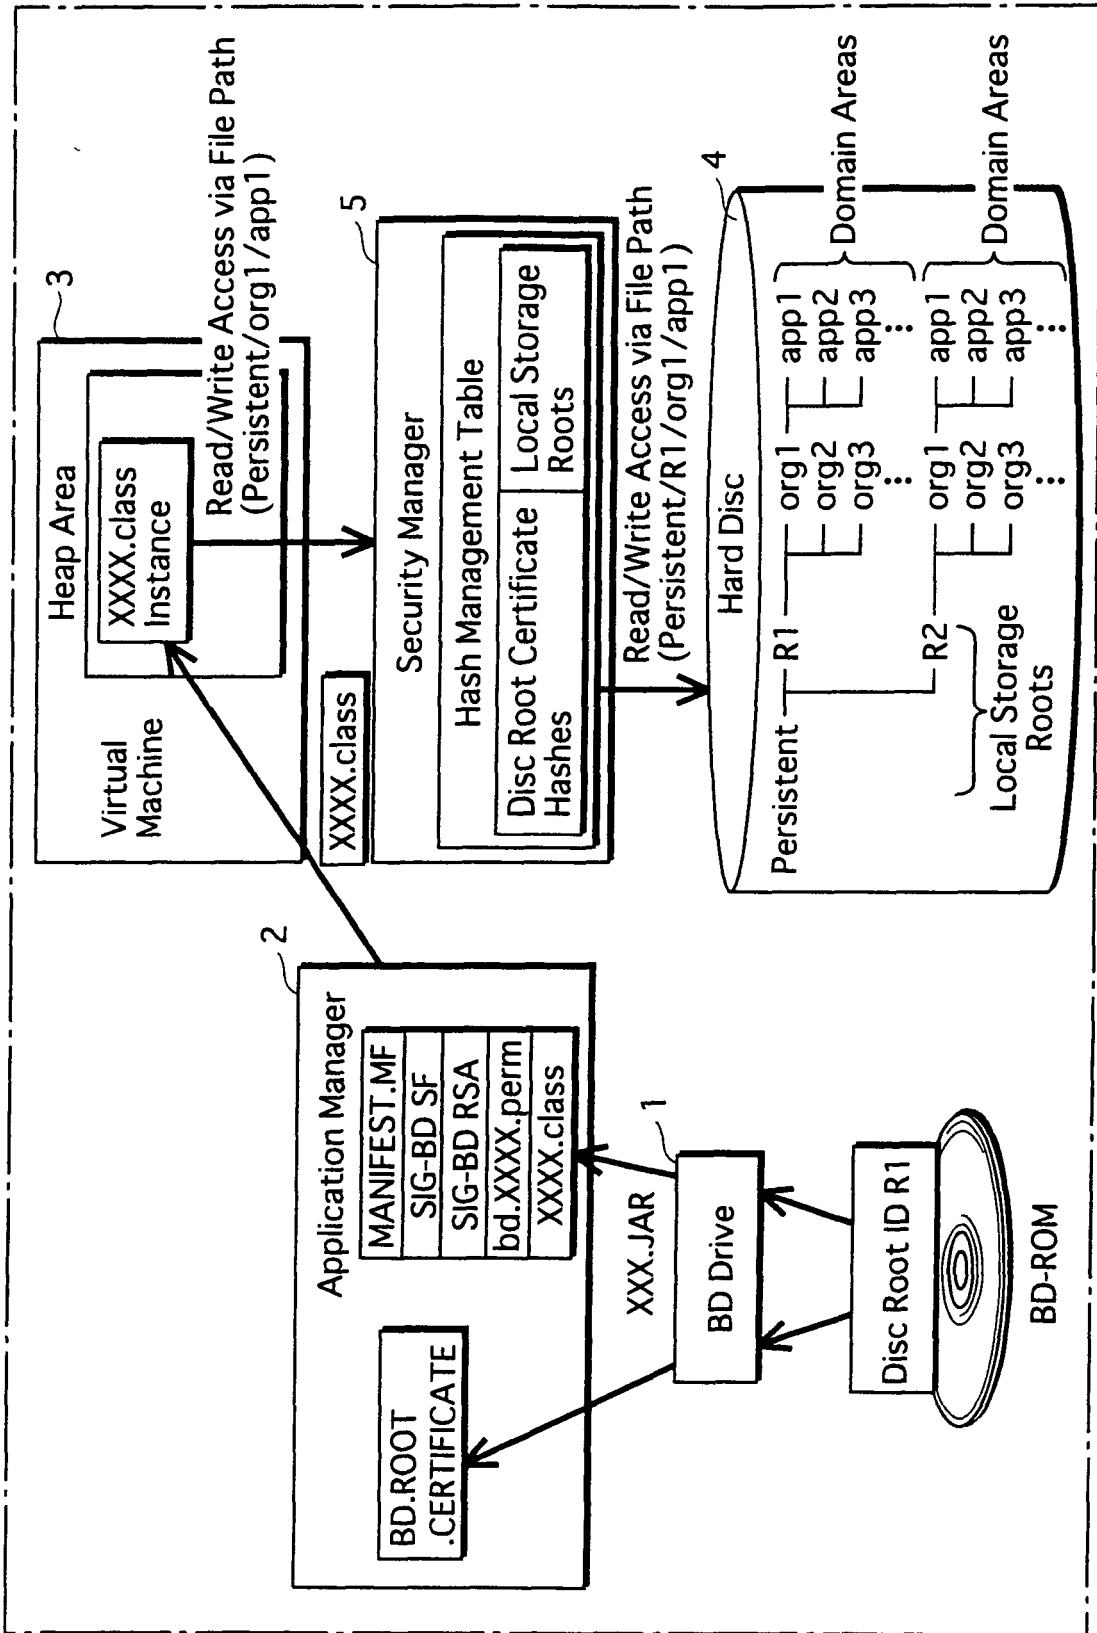 3
Heap Area
XXXX.class
Instance
Virtual
Machine
Read/Write Access via File Path
(Persistent/org1/app1)
2
Application Manager
BD.ROOT
.CERTIFICATE
MANIFEST.MF
SIG-BD SF
SIG-BD RSA
bd.XXXX.perm
XXXX.class
XXXX.class
5
Security Manager
Hash Management Table
Disc Root Certificate
Hashes
Local Storage
Roots
XXX.JAR
1
BD Drive
Read/Write Access via File Path
(Persistent/R1/org1/app1)
Disc Root ID R1
BD-ROM
4
Hard Disc
Persistent
R1
org1
org2
org3
app1
app2
app3
Domain Areas
R2
org1
org2
org3
app1
app2
app3
Domain Areas
Local Storage
Roots